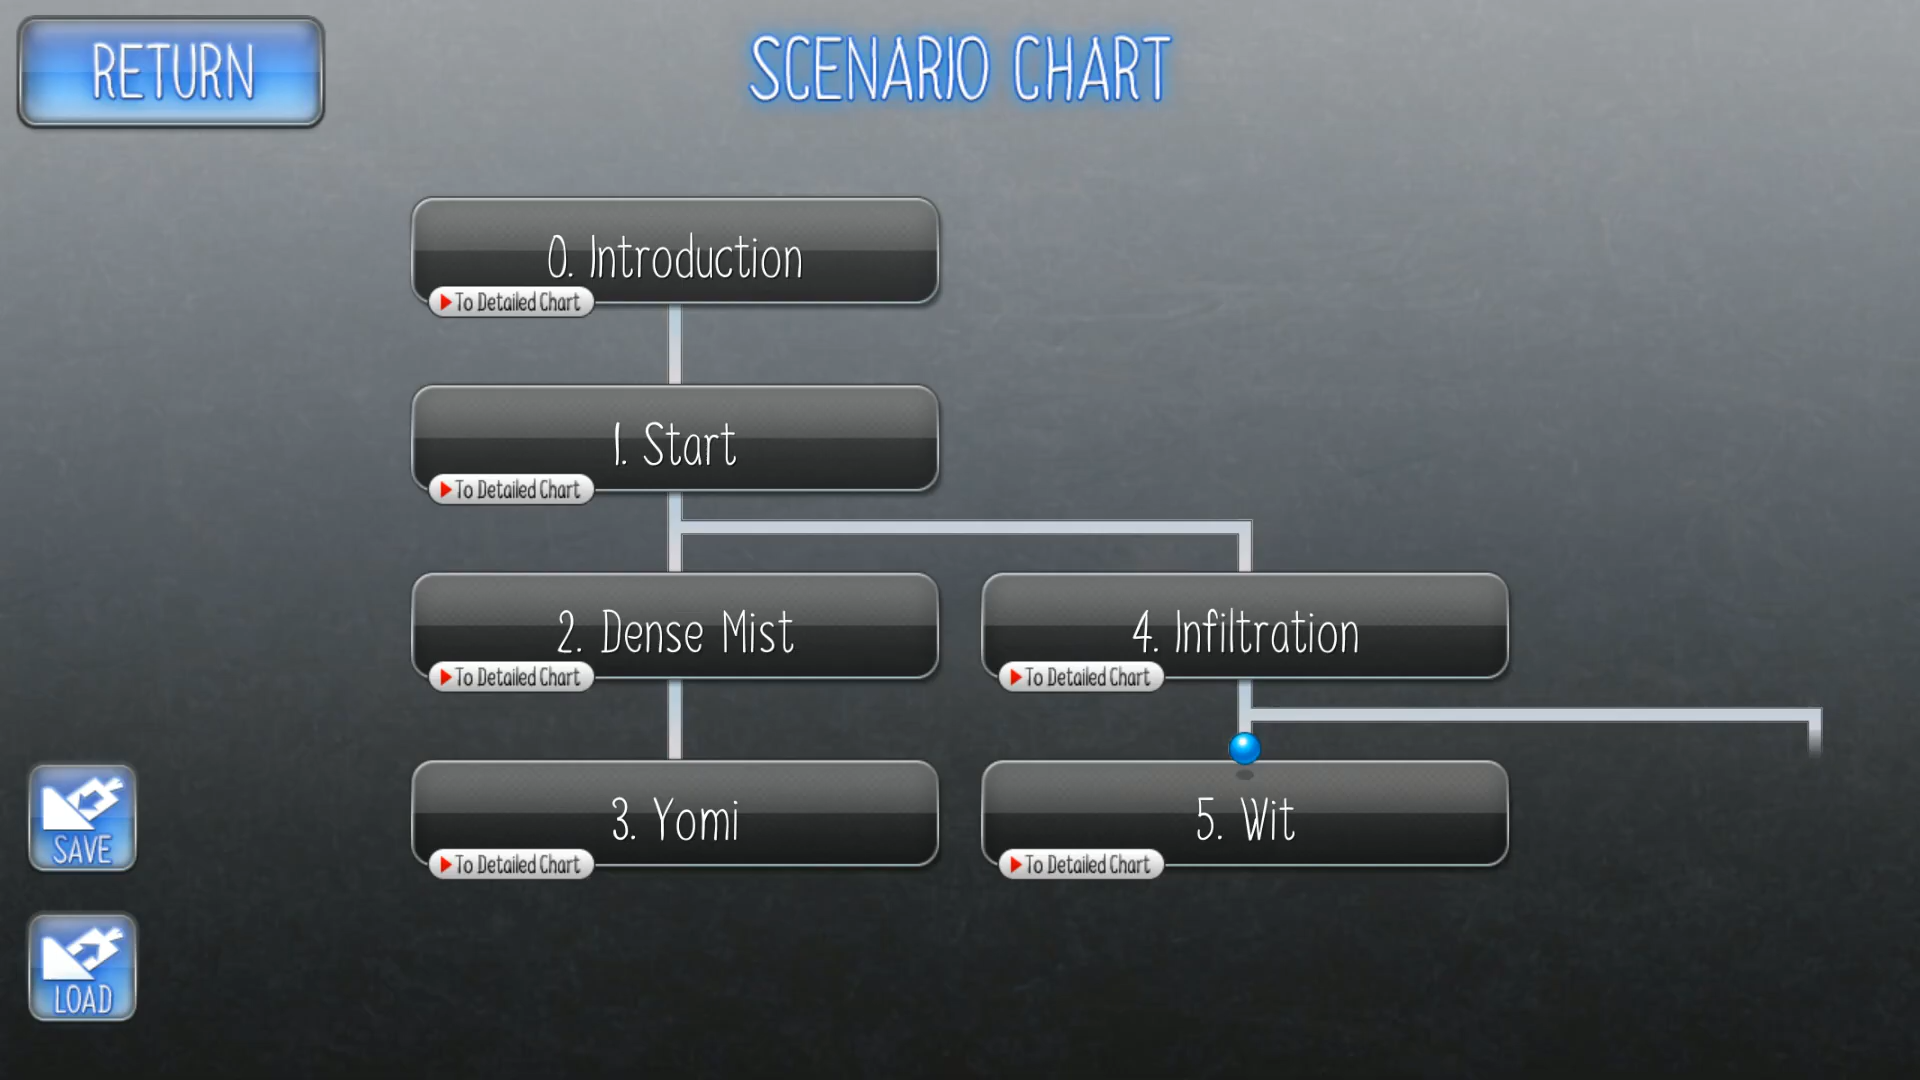 RETURN
SCENARIO CHART
0. Introduction
To Detailed Chart
1. Start
To Detailed Chart
2. Dense Mist
To Detailed Chart
4. Infiltration
To Detailed Chart
3. Yomi
To Detailed Chart
5. Wit
To Detailed Chart
SAVE
LOAD